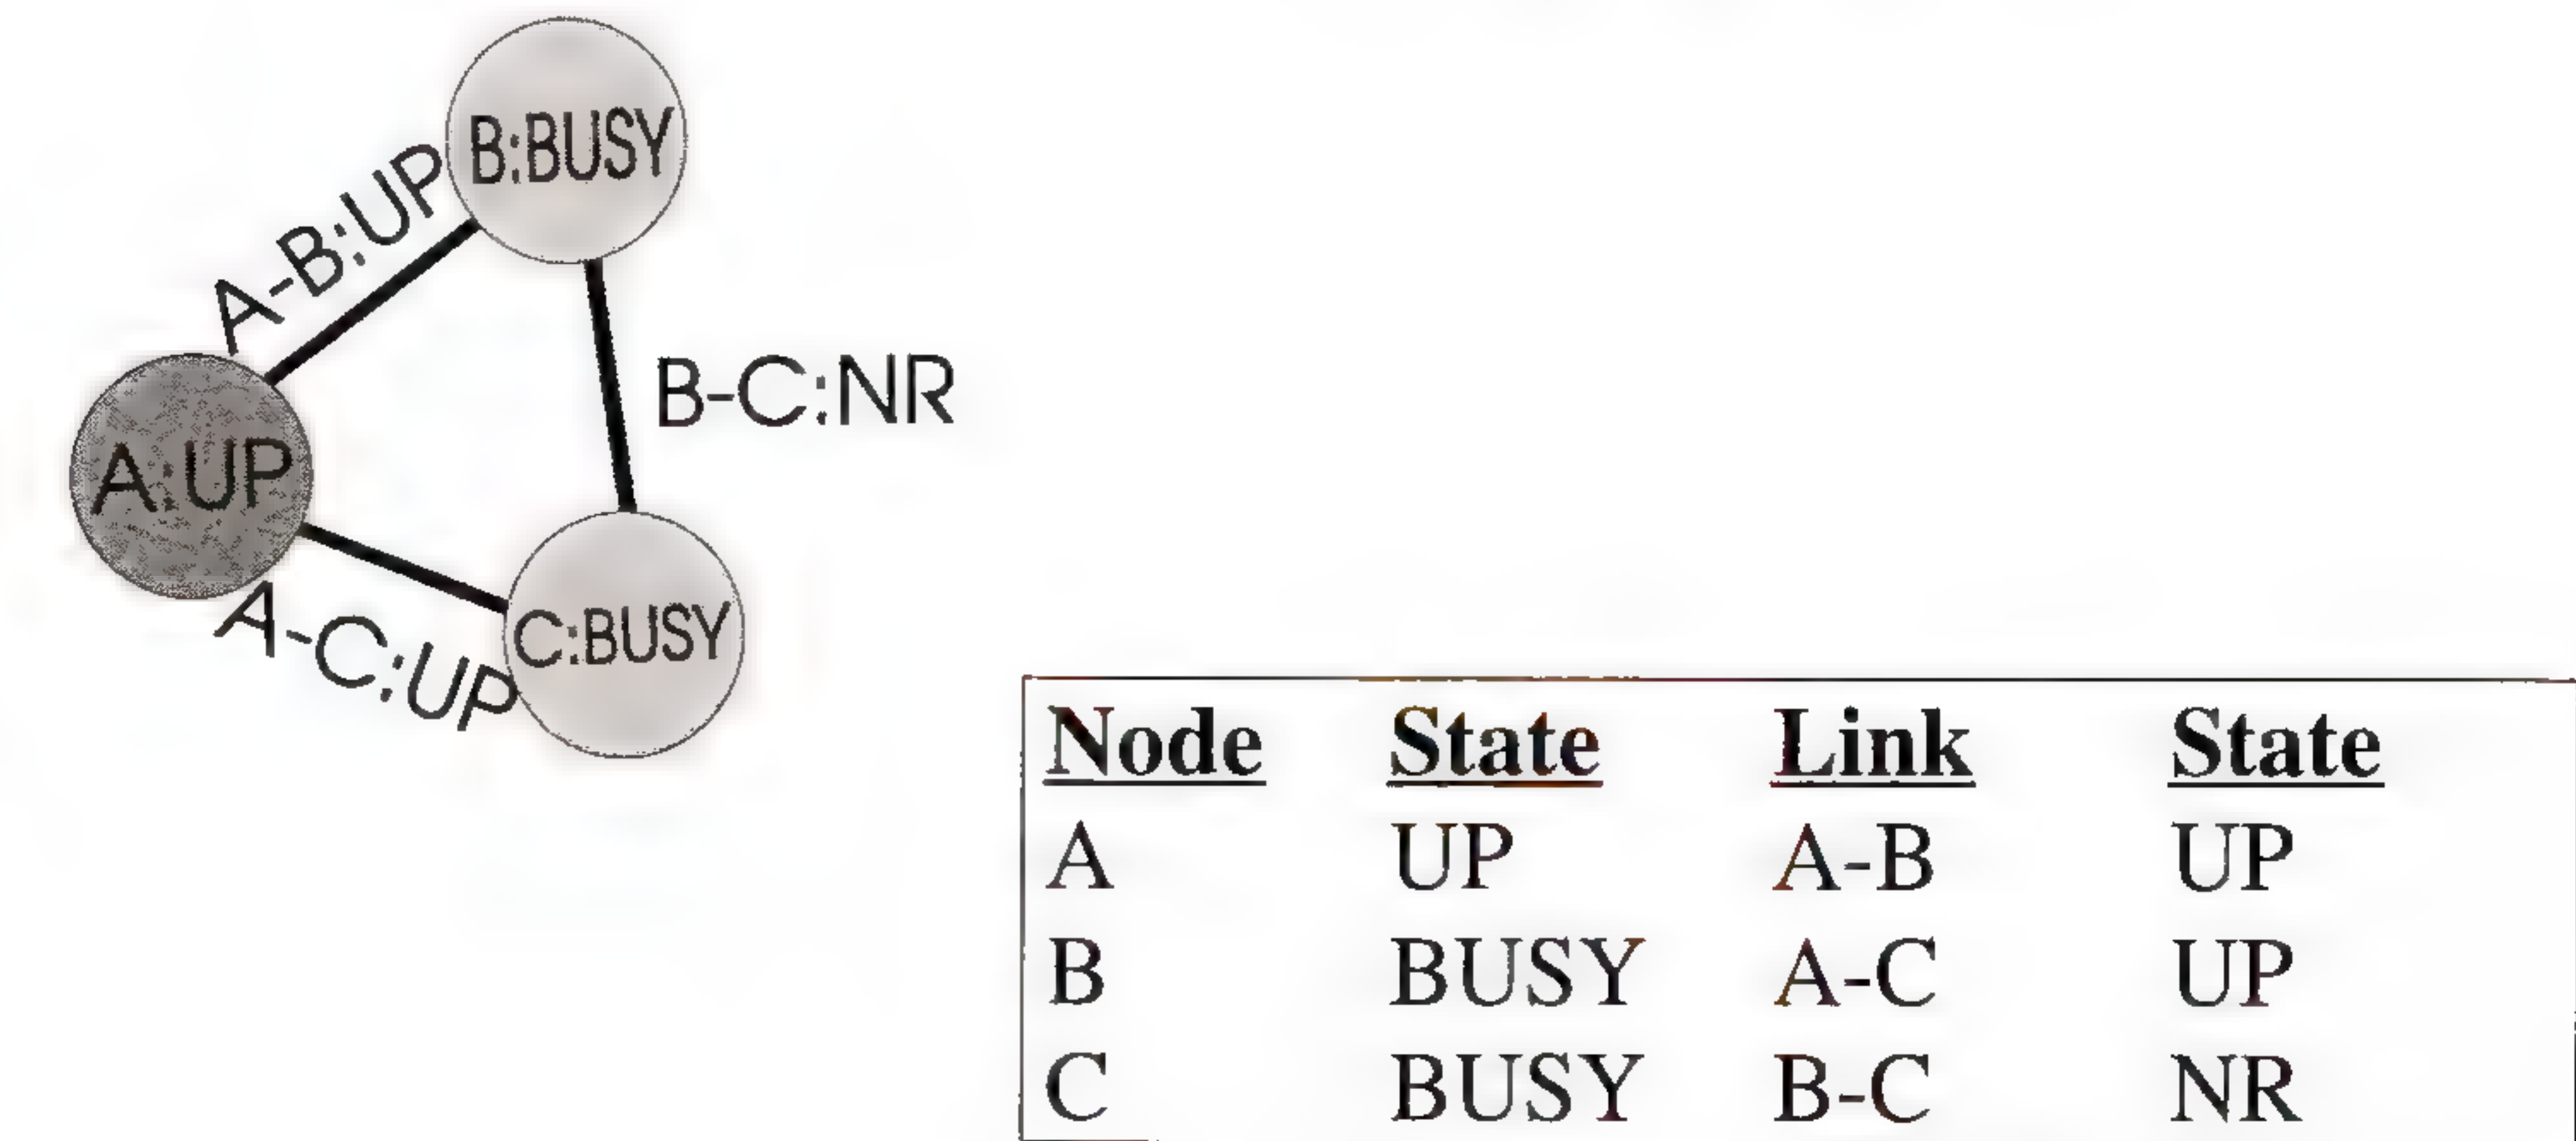 B:BUSY
A-B:UP
B-C:NR
A:UP
C:BUSY
A-C:UP
Node State Link State
A UP A-B UP
B BUSY A-C UP
C BUSY B-C NR